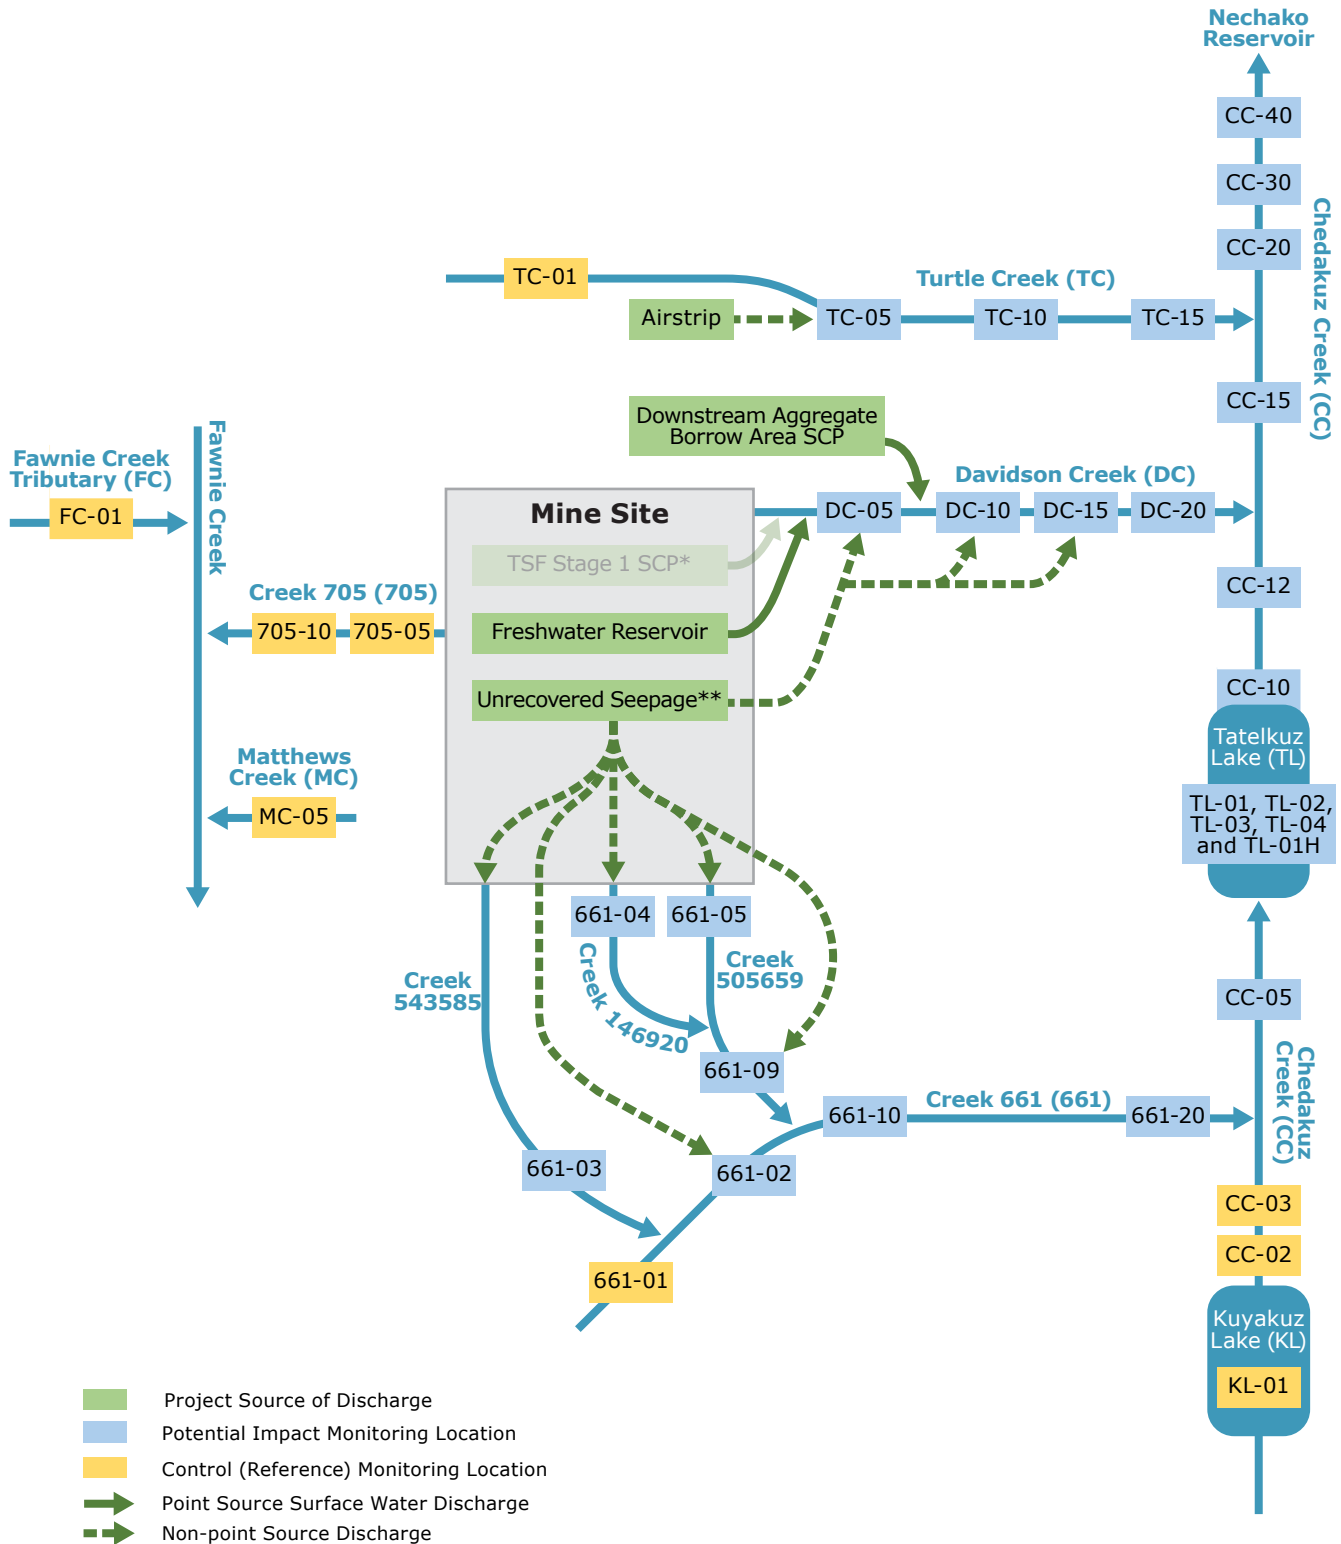 Nechako
Reservoir
CC-40
CC-30
CC-20
Chedakuz Creek (CC)
TC-01
Turtle Creek (TC)
Airstrip
TC-05
TC-10
TC-15
CC-15
Downstream Aggregate
Borrow Area SCP
Fawnie Creek
Tributary (FC)
FC-01
Fawnie Creek
Davidson Creek (DC)
Mine Site
DC-05
DC-10
DC-15
DC-20
TSF Stage 1 SCP*
CC-12
Creek 705 (705)
705-10
705-05
Freshwater Reservoir
Unrecovered Seepage**
CC-10
Tatelkuz
Lake (TL)
Matthews
Creek (MC)
MC-05
TL-01, TL-02,
TL-03, TL-04
and TL-01H
661-04
661-05
Creek
543585
Creek 146920
Creek
505659
CC-05
661-09
Chedakuz
Creek (CC)
Creek 661 (661)
661-10
661-20
661-03
661-02
CC-03
CC-02
661-01
Kuyakuz
Lake (KL)
KL-01
Project Source of Discharge
Potential Impact Monitoring Location
Control (Reference) Monitoring Location
Point Source Surface Water Discharge
Non-point Source Discharge